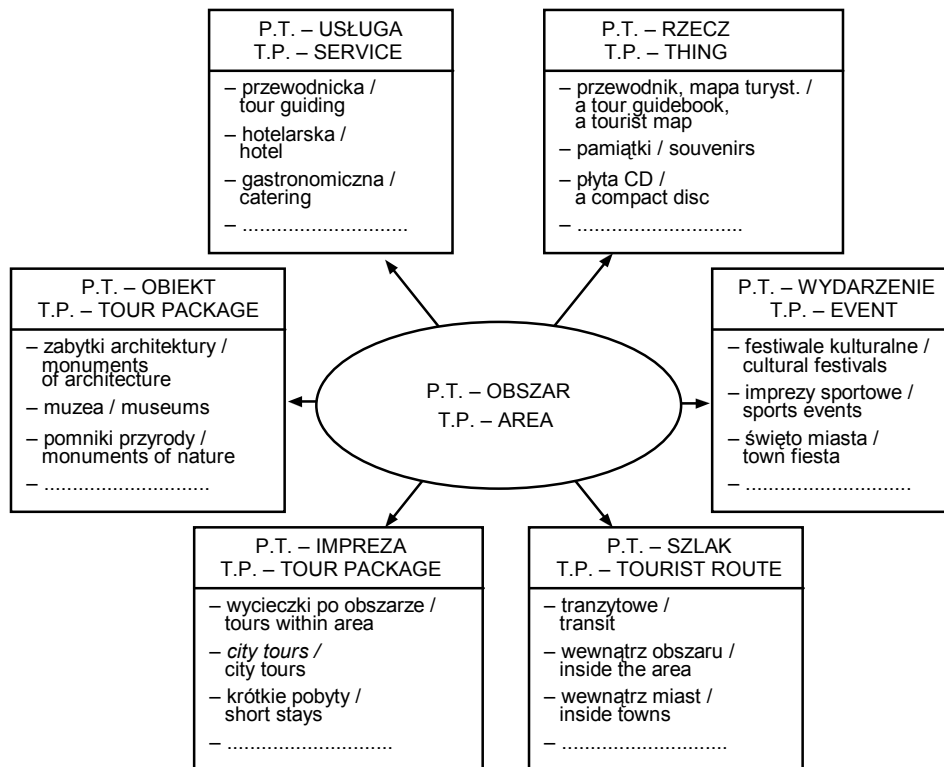 P.T. – USŁUGA
T.P. – SERVICE
– przewodnicka /
tour guiding
– hotelarska /
hotel
– gastronomiczna /
catering
– .............................
P.T. – RZECZ
T.P. – THING
– przewodnik, mapa turyst. /
a tour guidebook,
a tourist map
– pamiątki / souvenirs
– płyta CD /
a compact disc
– .............................
P.T. – OBIEKT
T.P. – TOUR PACKAGE
– zabytki architektury /
monuments
of architecture
– muzea / museums
– pomniki przyrody /
monuments of nature
– .............................
P.T. – OBSZAR
T.P. – AREA
P.T. – WYDARZENIE
T.P. – EVENT
– festiwale kulturalne /
cultural festivals
– imprezy sportowe /
sports events
– święto miasta /
town fiesta
– .............................
P.T. – IMPREZA
T.P. – TOUR PACKAGE
– wycieczki po obszarze /
tours within area
– city tours /
city tours
– krótkie pobyty /
short stays
– .............................
P.T. – SZLAK
T.P. – TOURIST ROUTE
– tranzytowe /
transit
– wewnątrz obszaru /
inside the area
– wewnątrz miast /
inside towns
– .............................